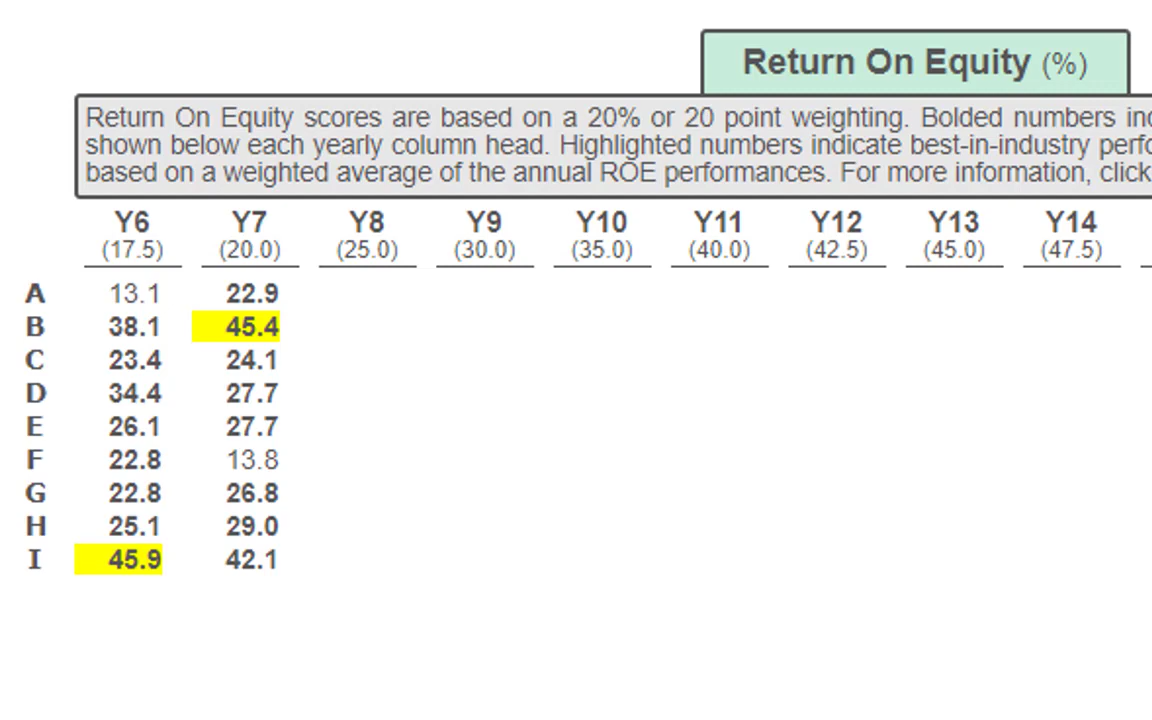 Return On Equity (%)
Return On Equity scores are based on a 20% or 20 point weighting. Bolded numbers
shown below each yearly column head. Highlighted numbers indicate best-in-industry
based on a weighted average of the annual ROE performances. For more information, click
Y6 Y7 Y8 Y9 Y10 Y11 Y12 Y13 Y14
(17.5) (20.0) (25.0) (30.0) (35.0) (40.0) (42.5) (45.0) (47.5)
A 13.1 22.9
B 38.1 45.4
C 23.4 24.1
D 34.4 27.7
E 26.1 27.7
F 22.8 13.8
G 22.8 26.8
H 25.1 29.0
I 45.9 42.1